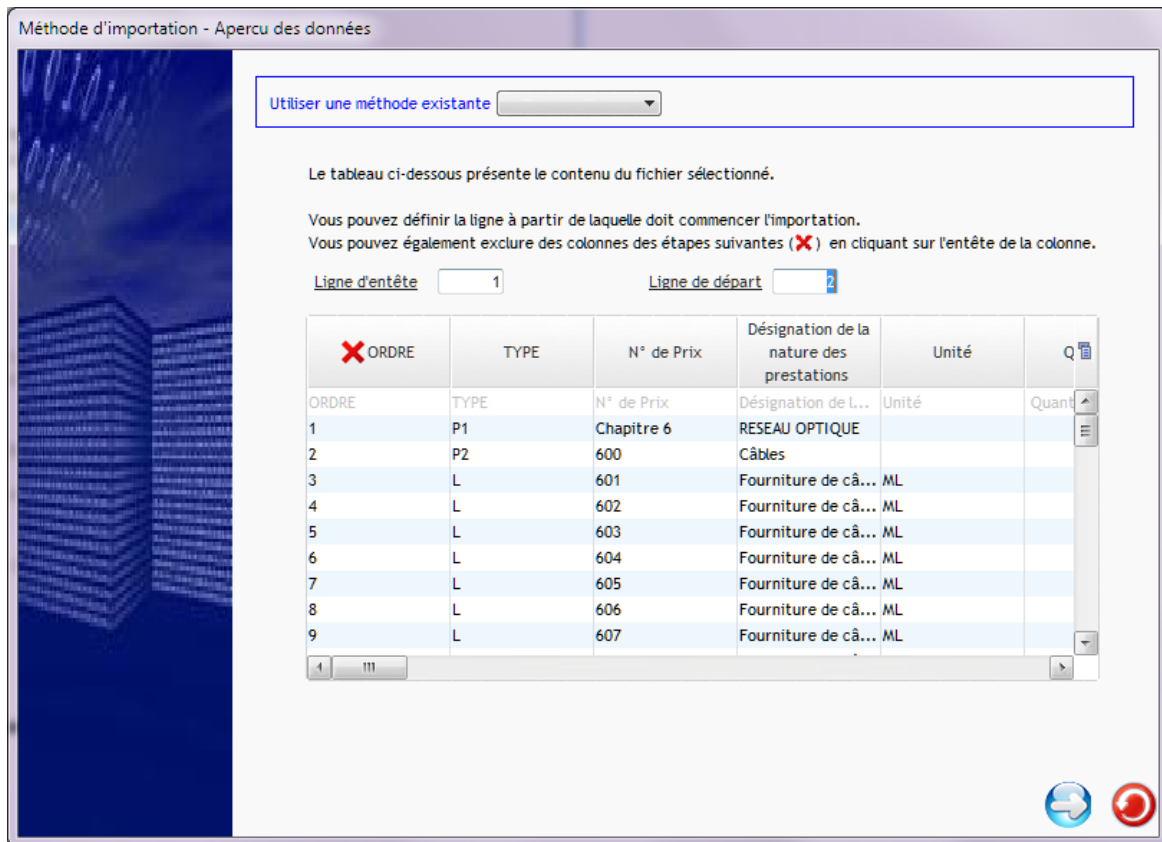 Méthode d'importation - Apercu des données
Utiliser une méthode existante
Le tableau ci-dessous présente le contenu du fichier sélectionné.
Vous pouvez définir la ligne à partir de laquelle doit commencer l'importation.
Vous pouvez également exclure des colonnes des étapes suivantes (✗) en cliquant sur l'entête de la colonne.
Ligne d'entête 1 Ligne de départ 2
ORDRE TYPE N° de Prix Désignation de la nature des prestations Unité Q
ORDRE TYPE N° de Prix Désignation de l... Unité Quant
1 P1 Chapitre 6 RESEAU OPTIQUE
2 P2 600 Câbles
3 L 601 Fourniture de câ... ML
4 L 602 Fourniture de câ... ML
5 L 603 Fourniture de câ... ML
6 L 604 Fourniture de câ... ML
7 L 605 Fourniture de câ... ML
8 L 606 Fourniture de câ... ML
9 L 607 Fourniture de câ... ML